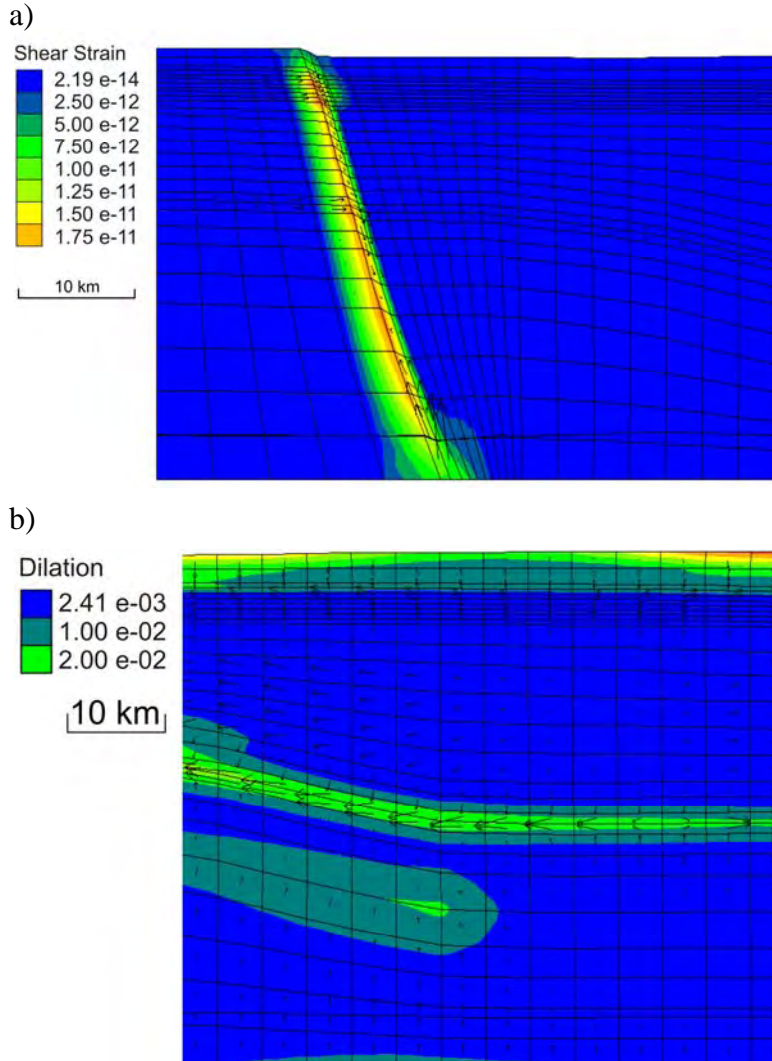 a)
Shear Strain
2.19 e-14
2.50 e-12
5.00 e-12
7.50 e-12
1.00 e-11
1.25 e-11
1.50 e-11
1.75 e-11
10 km
b)
Dilation
2.41 e-03
1.00 e-02
2.00 e-02
10 km